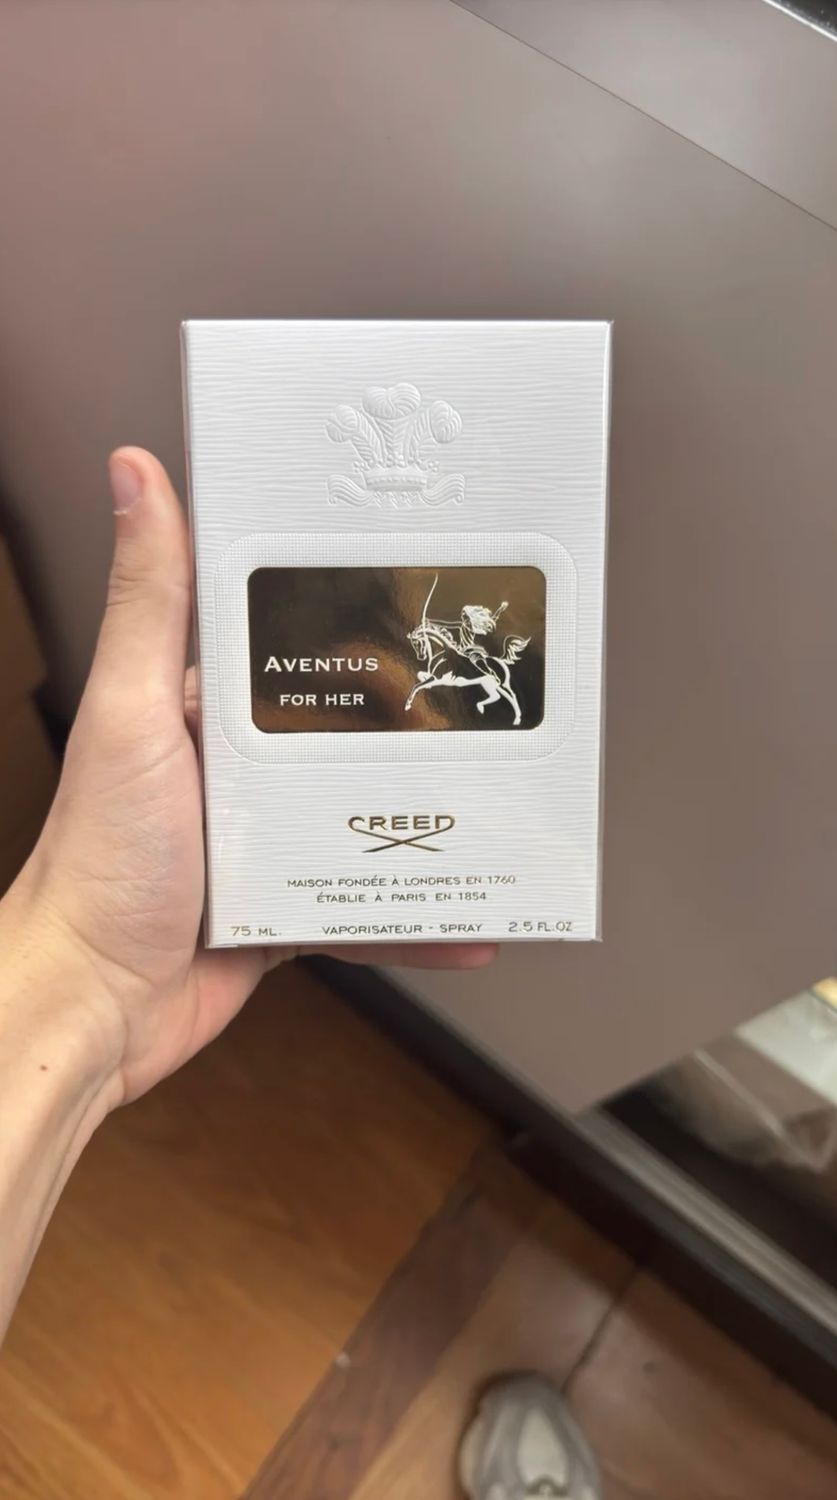 AVENTUS
FOR HER
CREED
MAISON FONDÉE À LONDRES EN 1760
ÉTABLIE À PARIS EN 1854
75 ML. VAPORISATEUR - SPRAY 2.5 FL.OZ